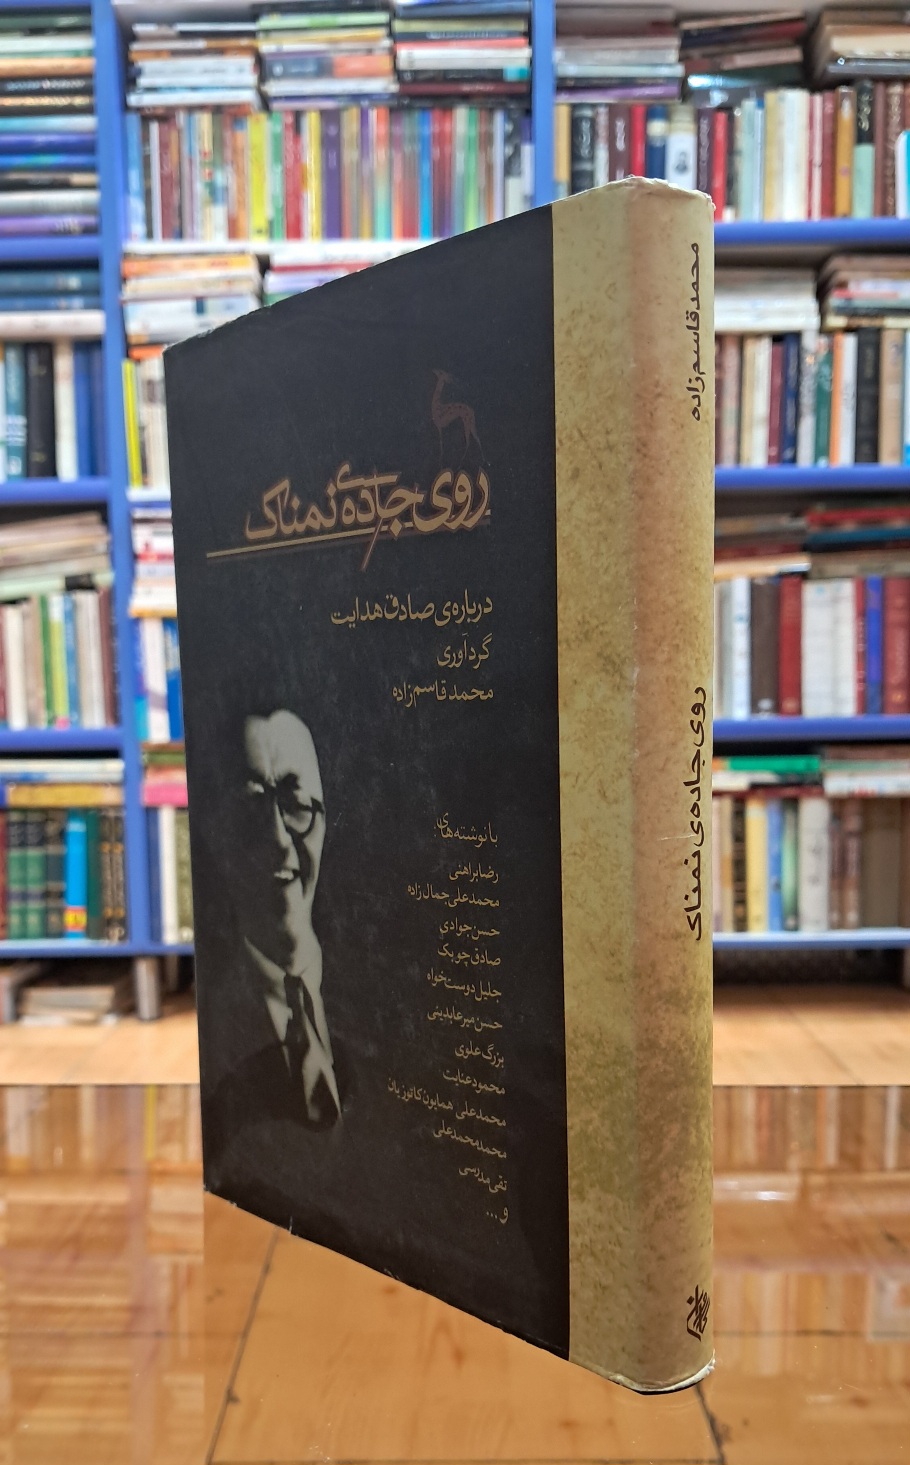 روی جاده‌ی نمناک
درباره‌ی صادق هدایت
گردآوری
محمد قاسم‌زاده
با نوشته‌های:
رضا براهنی
محمدعلی جمال‌زاده
حسن جوادی
صادق چوبک
جلیل دوست‌خواه
حسن میرعابدینی
بزرگ علوی
محمود عنایت
محمدعلی همایون کاتوزیان
محمد محمدعلی
تقی مدرسی
و...
محمد قاسم‌زاده
روی جاده‌ی نمناک